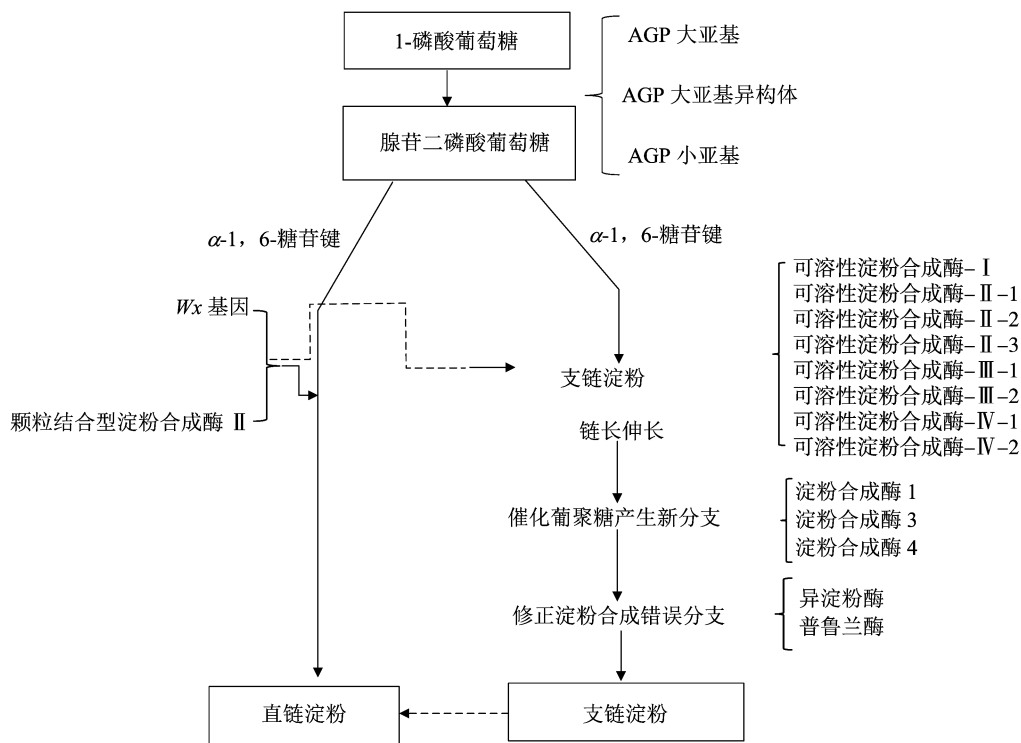 1-磷酸葡萄糖
AGP 大亚基
AGP 大亚基异构体
腺苷二磷酸葡萄糖
AGP 小亚基
α-1，6-糖苷键
α-1，6-糖苷键
Wx 基因
颗粒结合型淀粉合成酶 Ⅱ
可溶性淀粉合成酶-Ⅰ
可溶性淀粉合成酶-Ⅱ-1
可溶性淀粉合成酶-Ⅱ-2
可溶性淀粉合成酶-Ⅱ-3
可溶性淀粉合成酶-Ⅲ-1
可溶性淀粉合成酶-Ⅲ-2
可溶性淀粉合成酶-Ⅳ-1
可溶性淀粉合成酶-Ⅳ-2
支链淀粉
链长伸长
催化葡聚糖产生新分支
淀粉合成酶 1
淀粉合成酶 3
淀粉合成酶 4
修正淀粉合成错误分支
异淀粉酶
普鲁兰酶
直链淀粉
支链淀粉